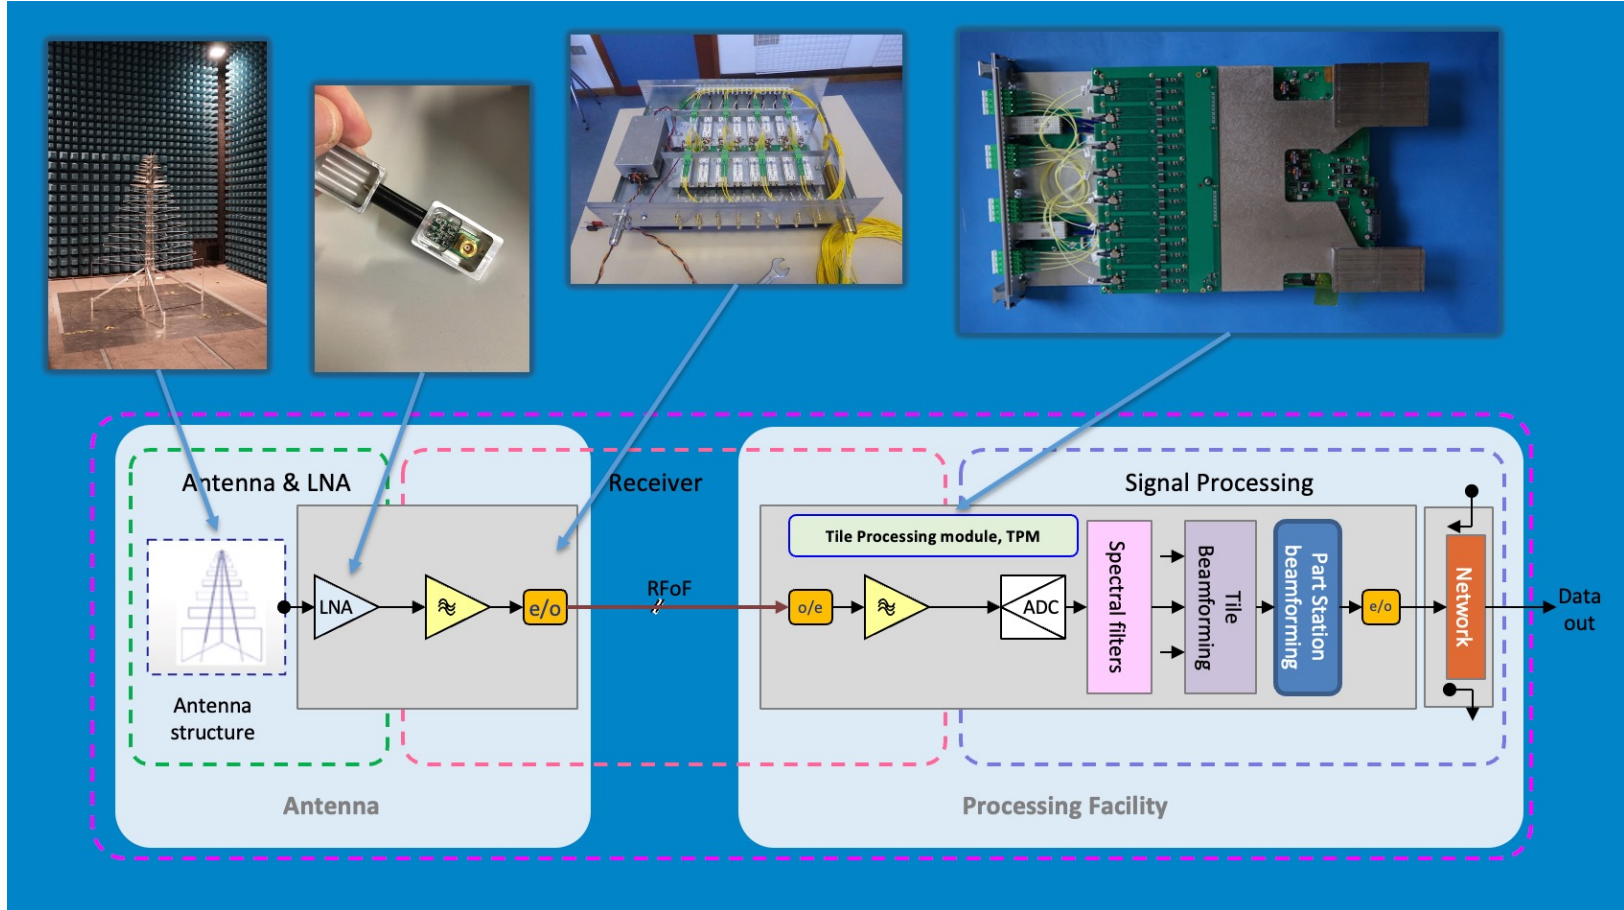 Antenna & LNA
Receiver
Signal Processing
Tile Processing module, TPM
LNA
e/o
RFoF
o/e
ADC
Spectral filters
Tile
Beamforming
Part Station
beamforming
e/o
Network
Data
out
Antenna
structure
Antenna
Processing Facility